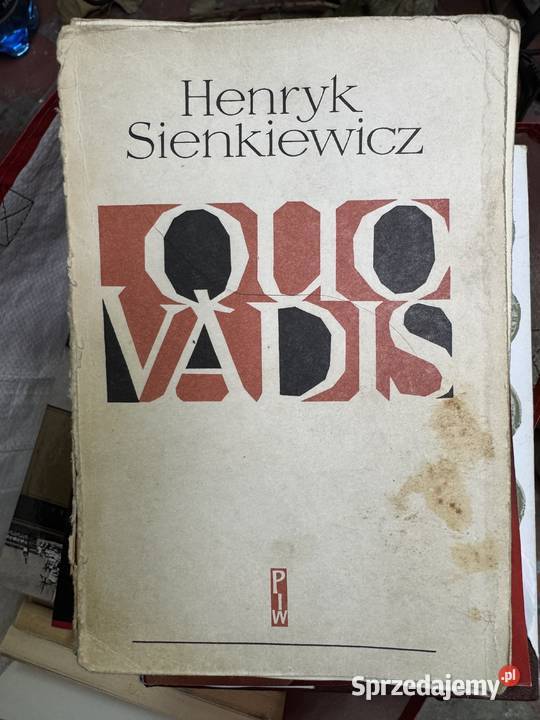 Henryk
Sienkiewicz
QUO
VADIS
PIW
Sprzedajemy.pl